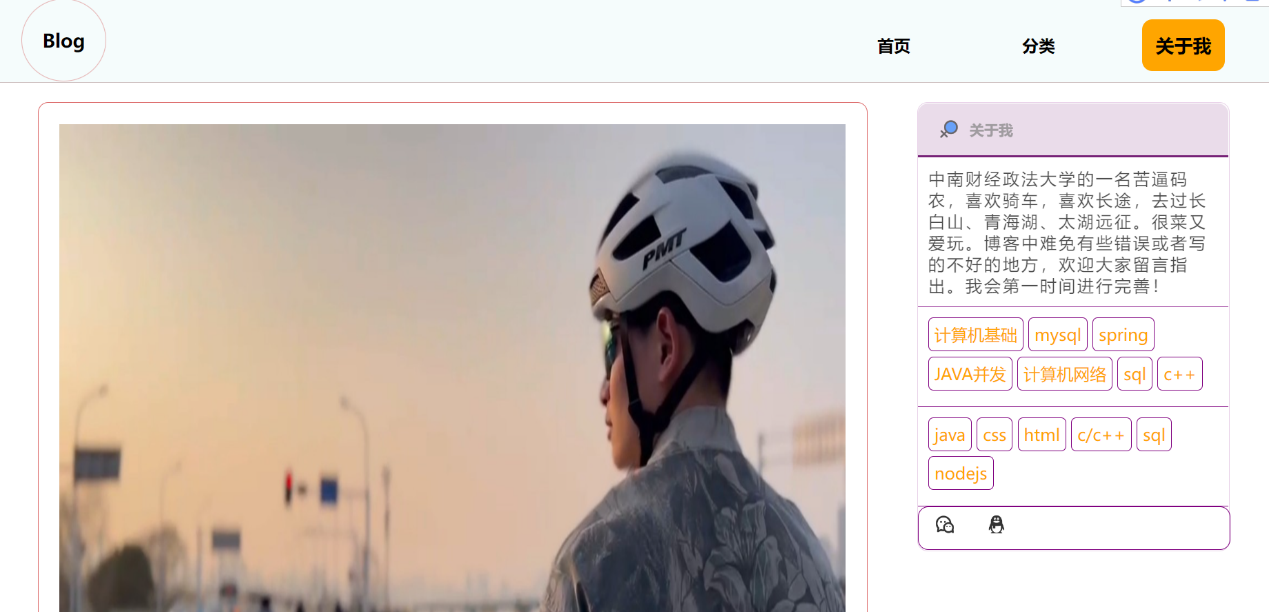 Blog
首页
分类
关于我
PMT
关于我
中南财经政法大学的一名苦逼码
农，喜欢骑车，喜欢长途，去过长
白山、青海湖、太湖远征。很菜又
爱玩。博客中难免有些错误或者写
的不好的地方，欢迎大家留言指
出。我会第一时间进行完善！
计算机基础 mysql spring
JAVA并发 计算机网络 sql c++
java css html c/c++ sql
nodejs